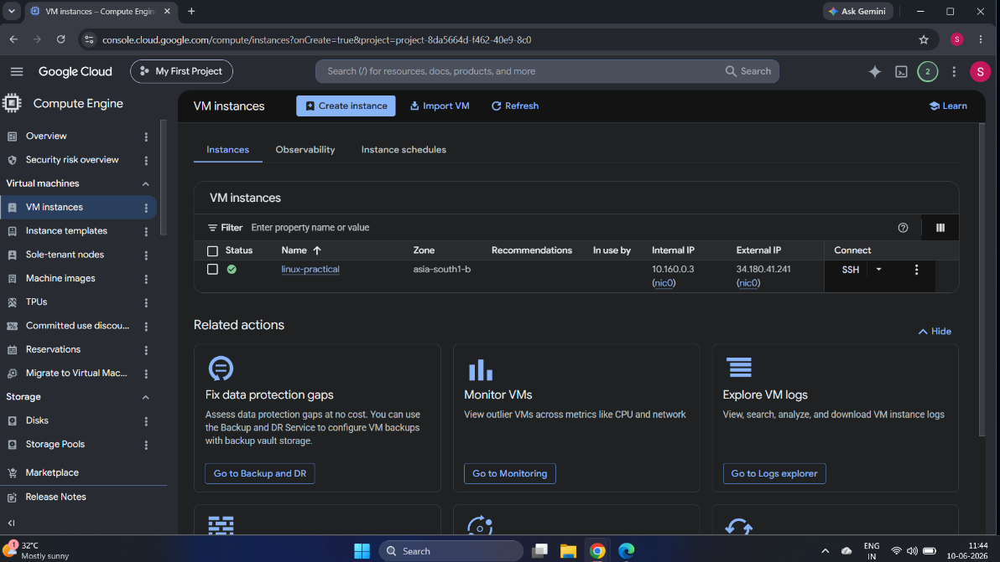 VM instances – Compute Engin
Ask Gemini
console.cloud.google.com/compute/instances?onCreate=true&project=project-8da5664d-f462-40e9-8c0
S
Google Cloud
My First Project
Search (/) for resources, docs, products, and more
Search
2
S
Compute Engine
Overview
Security risk overview
Virtual machines
VM instances
Instance templates
Sole-tenant nodes
Machine images
TPUs
Committed use discou...
Reservations
Migrate to Virtual Mac...
Storage
Disks
Storage Pools
Marketplace
Release Notes
VM instances
Create instance
Import VM
Refresh
Learn
Instances
Observability
Instance schedules
VM instances
Filter Enter property name or value
Status Name Zone Recommendations In use by Internal IP External IP Connect
linux-practical asia-south1-b 10.160.0.3 34.180.41.241 SSH
(nic0) (nic0)
Related actions
Hide
Fix data protection gaps
Assess data protection gaps at no cost. You can use
the Backup and DR Service to configure VM backups
with backup vault storage.
Go to Backup and DR
Monitor VMs
View outlier VMs across metrics like CPU and network
Go to Monitoring
Explore VM logs
View, search, analyze, and download VM instance logs
Go to Logs explorer
1
32°C
Mostly sunny
Search
ENG
IN
11:44
10-06-2026